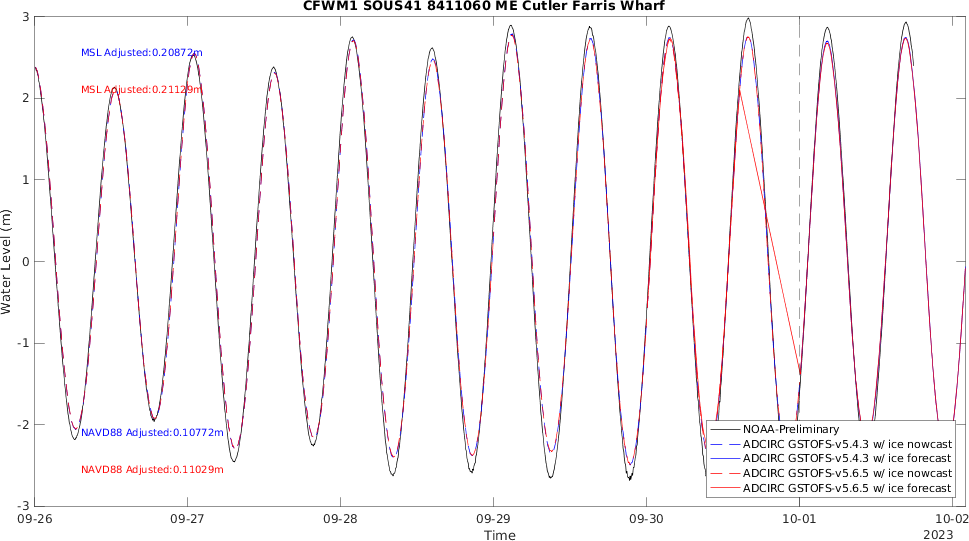 CFWM1 SOUS41 8411060 ME Cutler Farris Wharf
3
2
1
0
-1
-2
-3
Water Level (m)
MSL Adjusted:0.20872m
MSL Adjusted:0.21129m
NAVD88 Adjusted:0.10772m
NAVD88 Adjusted:0.11029m
NOAA-Preliminary
ADCIRC GSTOFS-v5.4.3 w/ ice nowcast
ADCIRC GSTOFS-v5.4.3 w/ ice forecast
ADCIRC GSTOFS-v5.6.5 w/ ice nowcast
ADCIRC GSTOFS-v5.6.5 w/ ice forecast
09-26 09-27 09-28 09-29 09-30 10-01 10-02
Time
2023